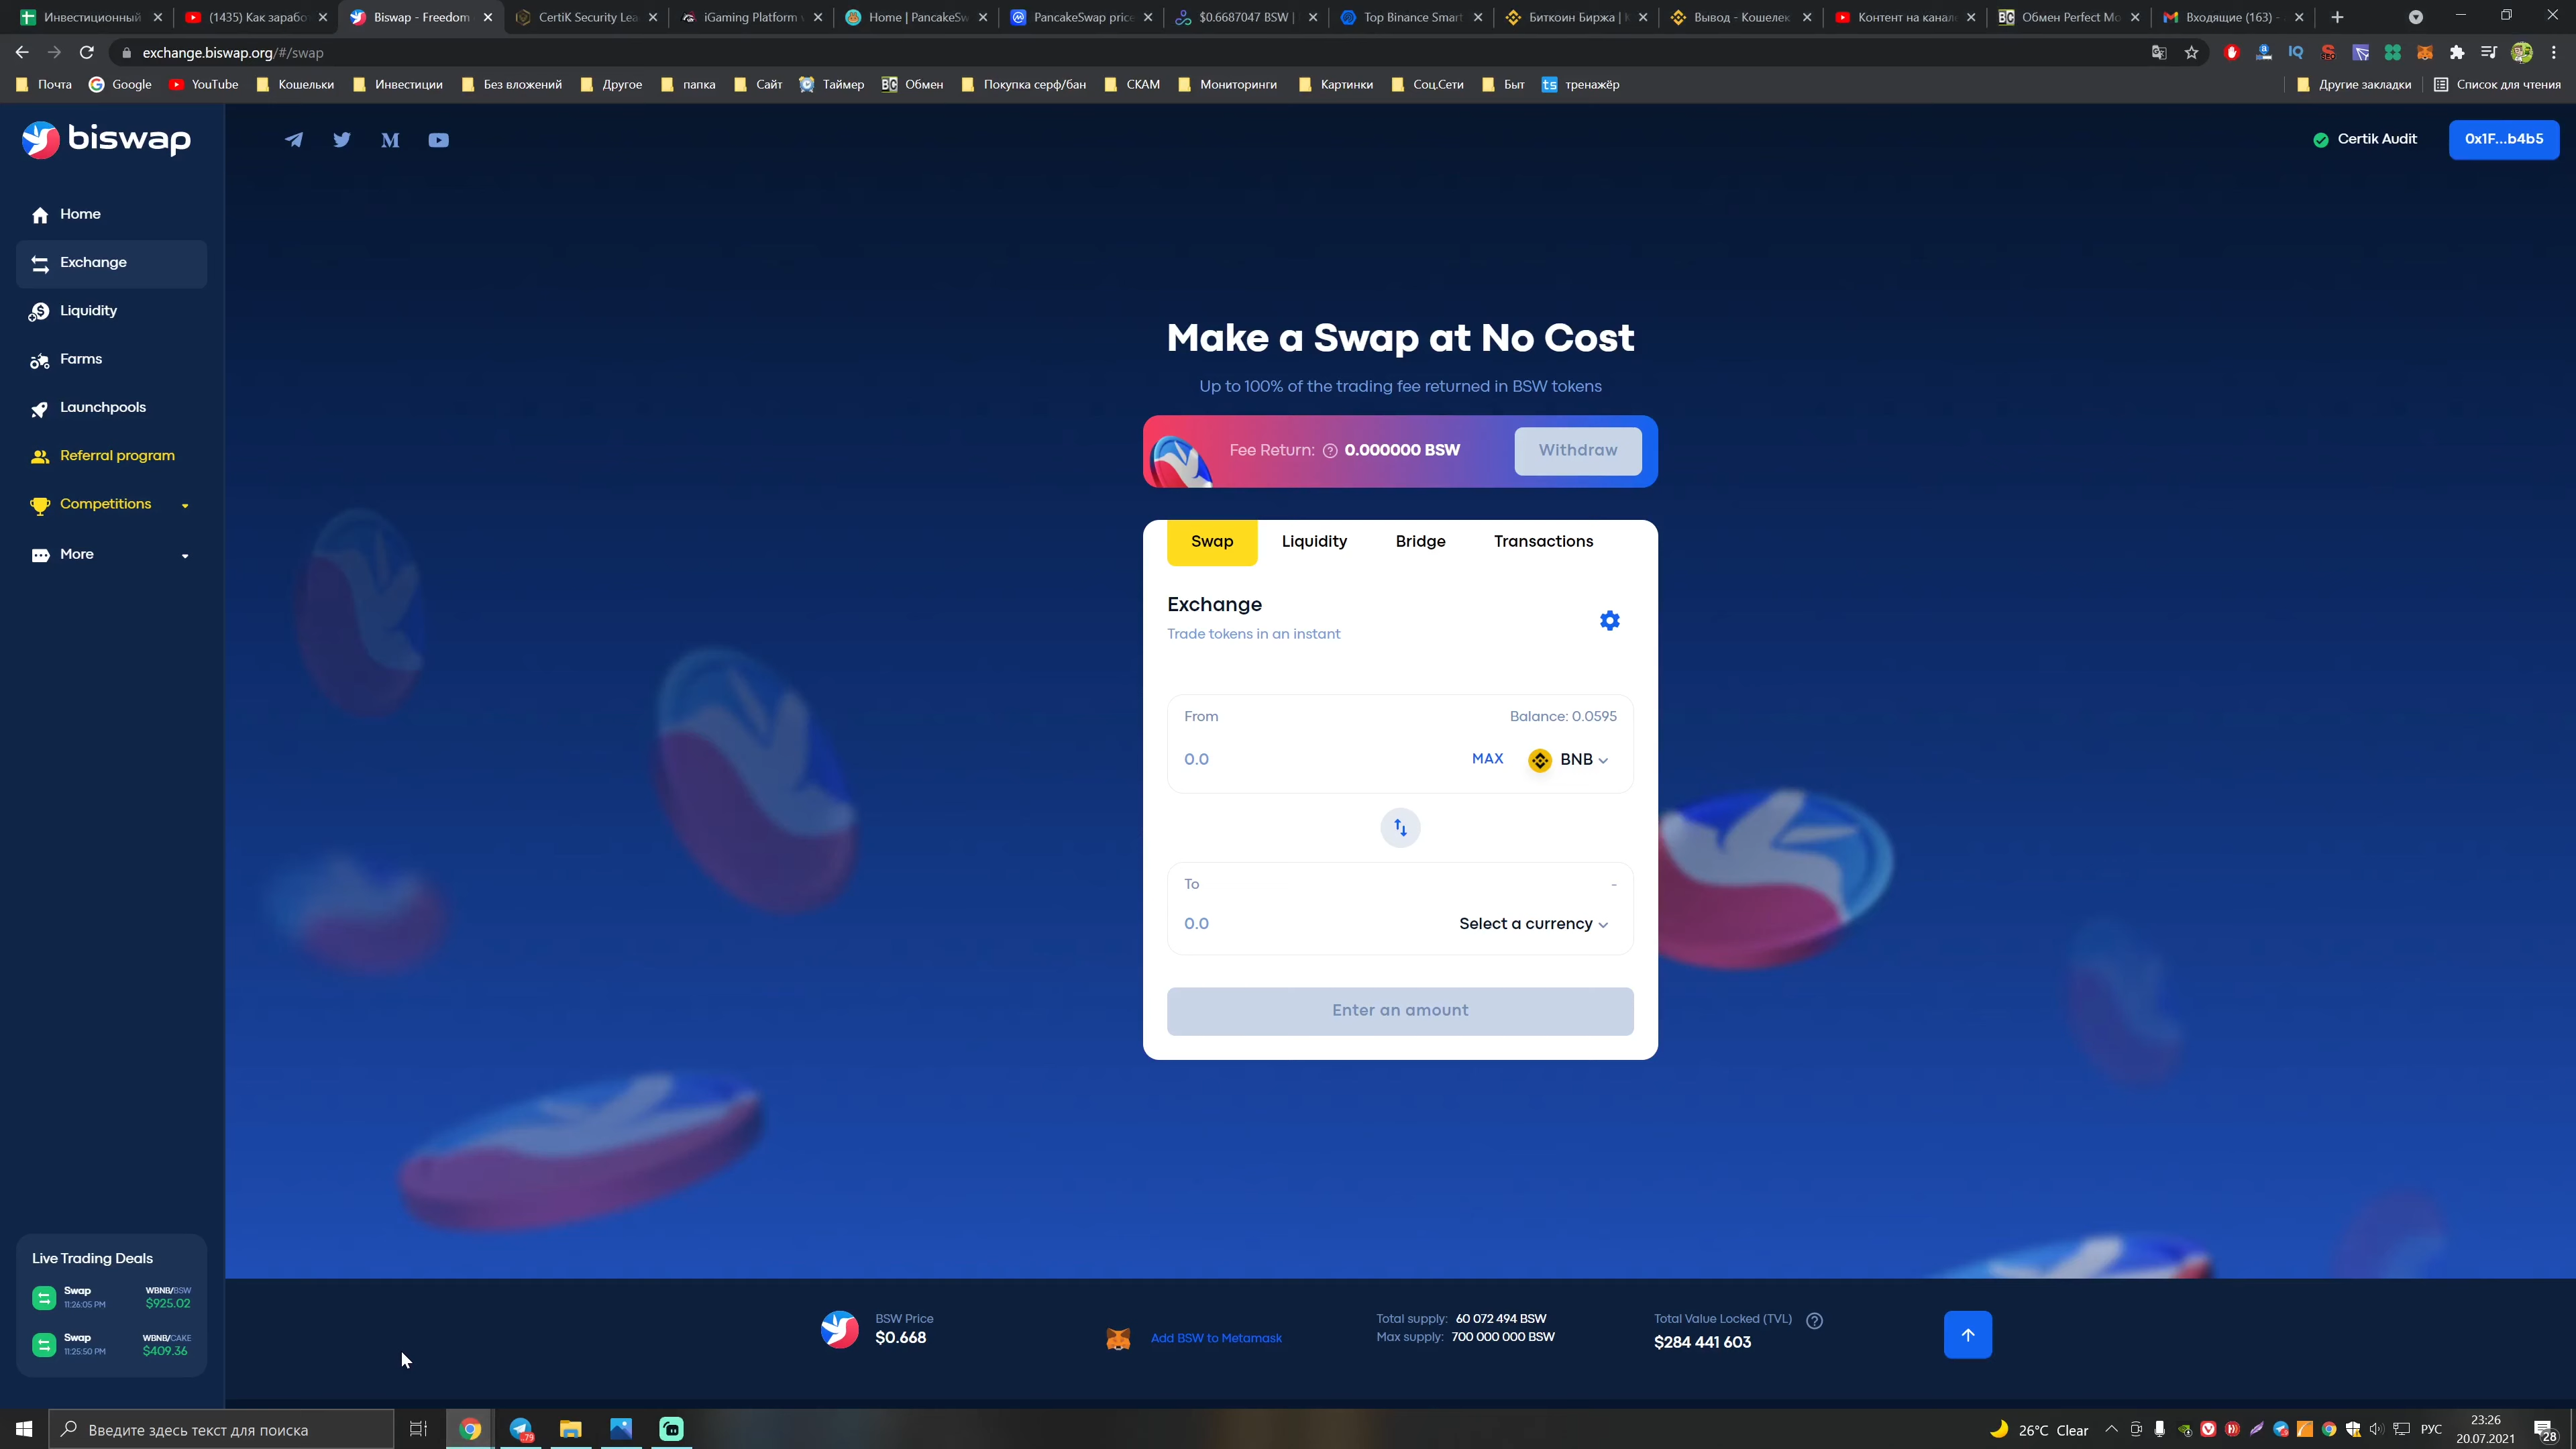 Инвестиционный
(1435) Как зарабо
Biswap - Freedom
CertiK Security Lea
iGaming Platform
Home | PancakeSw
PancakeSwap price
$0.6687047 BSW |
Top Binance Smart
Биткоин Биржа |
Вывод - Кошелек
Контент на канале
Обмен Perfect Mo
Входящие (163) -
exchange.biswap.org/#/swap
Почта
Google
YouTube
Кошельки
Инвестиции
Без вложений
Другое
папка
Сайт
Таймер
Обмен
Покупка серф/бан
СКАМ
Мониторинги
Картинки
Соц.Сети
Быт
тренажёр
Другие закладки
Список для чтения
biswap
Certik Audit
0x1F...b4b5
Home
Exchange
Liquidity
Farms
Launchpools
Referral program
Competitions
More
Make a Swap at No Cost
Up to 100% of the trading fee returned in BSW tokens
Fee Return: 0.000000 BSW
Withdraw
Swap
Liquidity
Bridge
Transactions
Exchange
Trade tokens in an instant
From
Balance: 0.0595
0.0
MAX
BNB
To
-
0.0
Select a currency
Enter an amount
Live Trading Deals
Swap WBNB/BSW
11:26:05 PM $925.02
Swap WBNB/CAKE
11:25:50 PM $409.36
BSW Price
$0.668
Add BSW to Metamask
Total supply: 60 072 494 BSW
Max supply: 700 000 000 BSW
Total Value Locked (TVL)
$284 441 603
Введите здесь текст для поиска
79
26°C Clear
РУС
23:26
20.07.2021
28